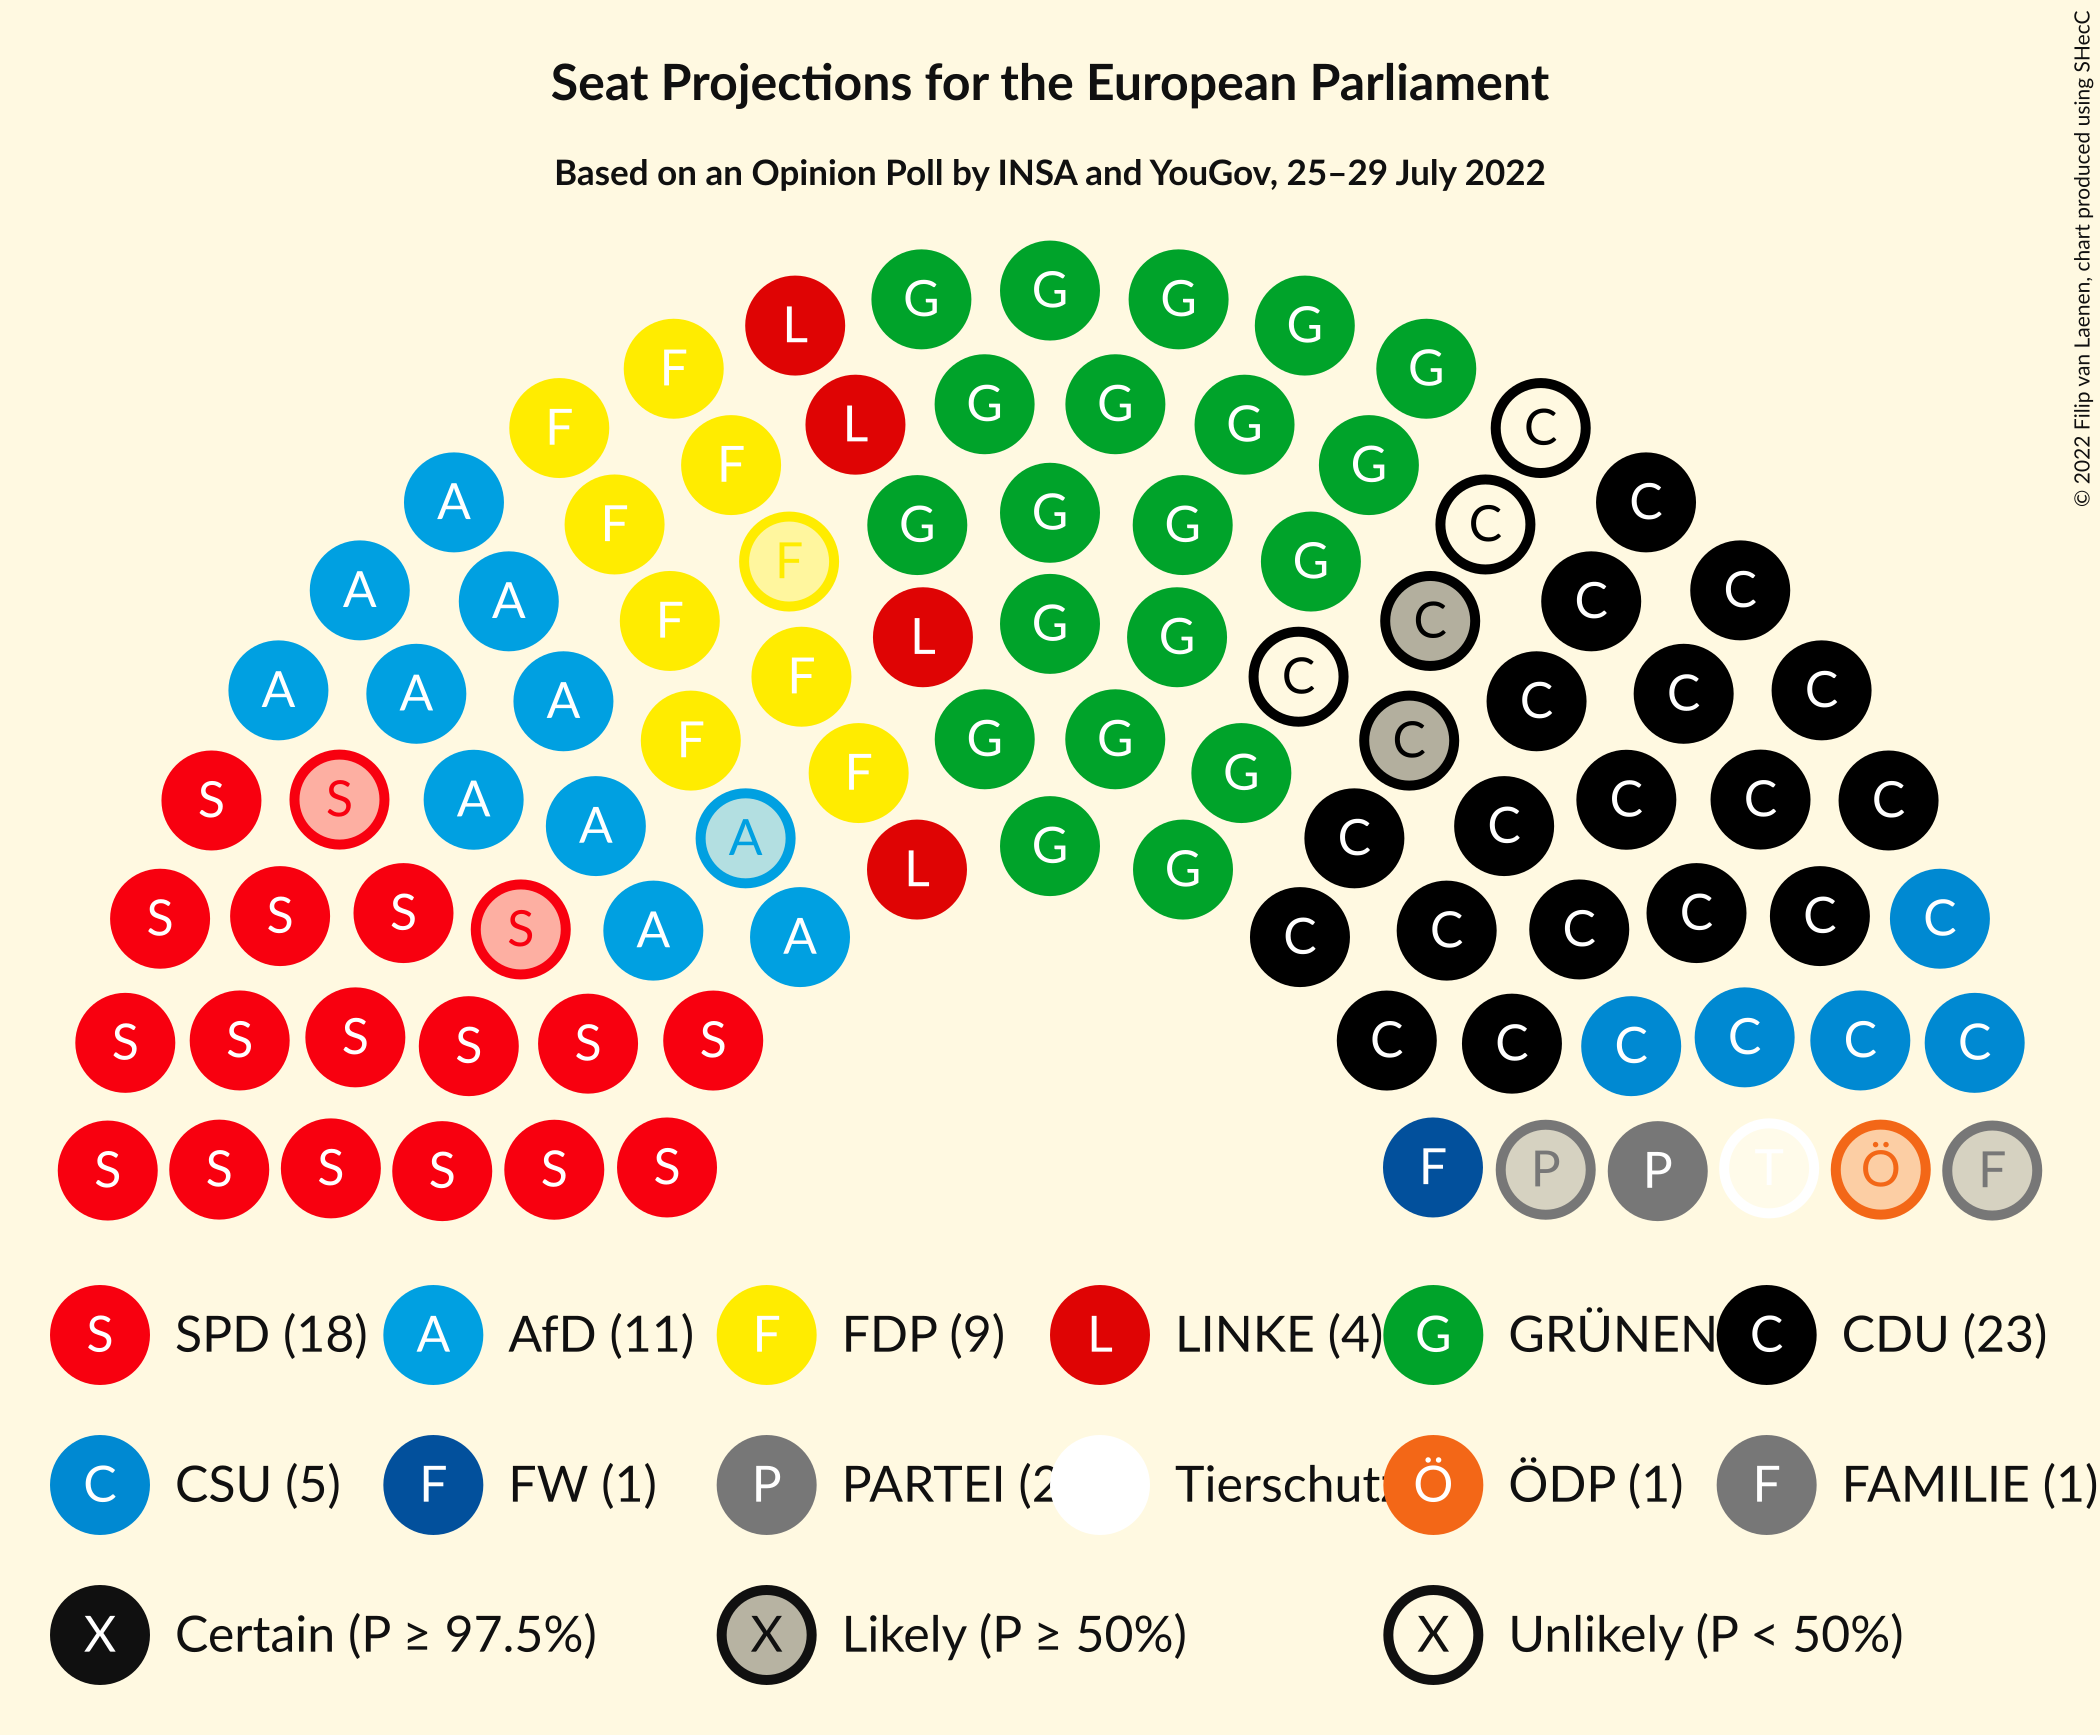 Seat Projections for the European Parliament
Based on an Opinion Poll by INSA and YouGov, 25–29 July 2022
© 2022 Filip van Laenen, chart produced using SHecC
G G G G G
L
F F
F F
L
G G G G
C C
A A A
A A A
F F
G G G G
C C C C
L G G
C C C C C
F F F
G G G
C C C C C C
S S A A A
L G G
S S S S A A
C C C C C C
S S S S S S
C C C C C C
S S S S S S
F P P T Ö F
S SPD (18) A AfD (11) F FDP (9) L LINKE (4) G GRÜNEN C CDU (23)
C CSU (5) F FW (1) P PARTEI (2 Tierschutz Ö ÖDP (1) F FAMILIE (1)
X Certain (P ≥ 97.5%) X Likely (P ≥ 50%) X Unlikely (P < 50%)